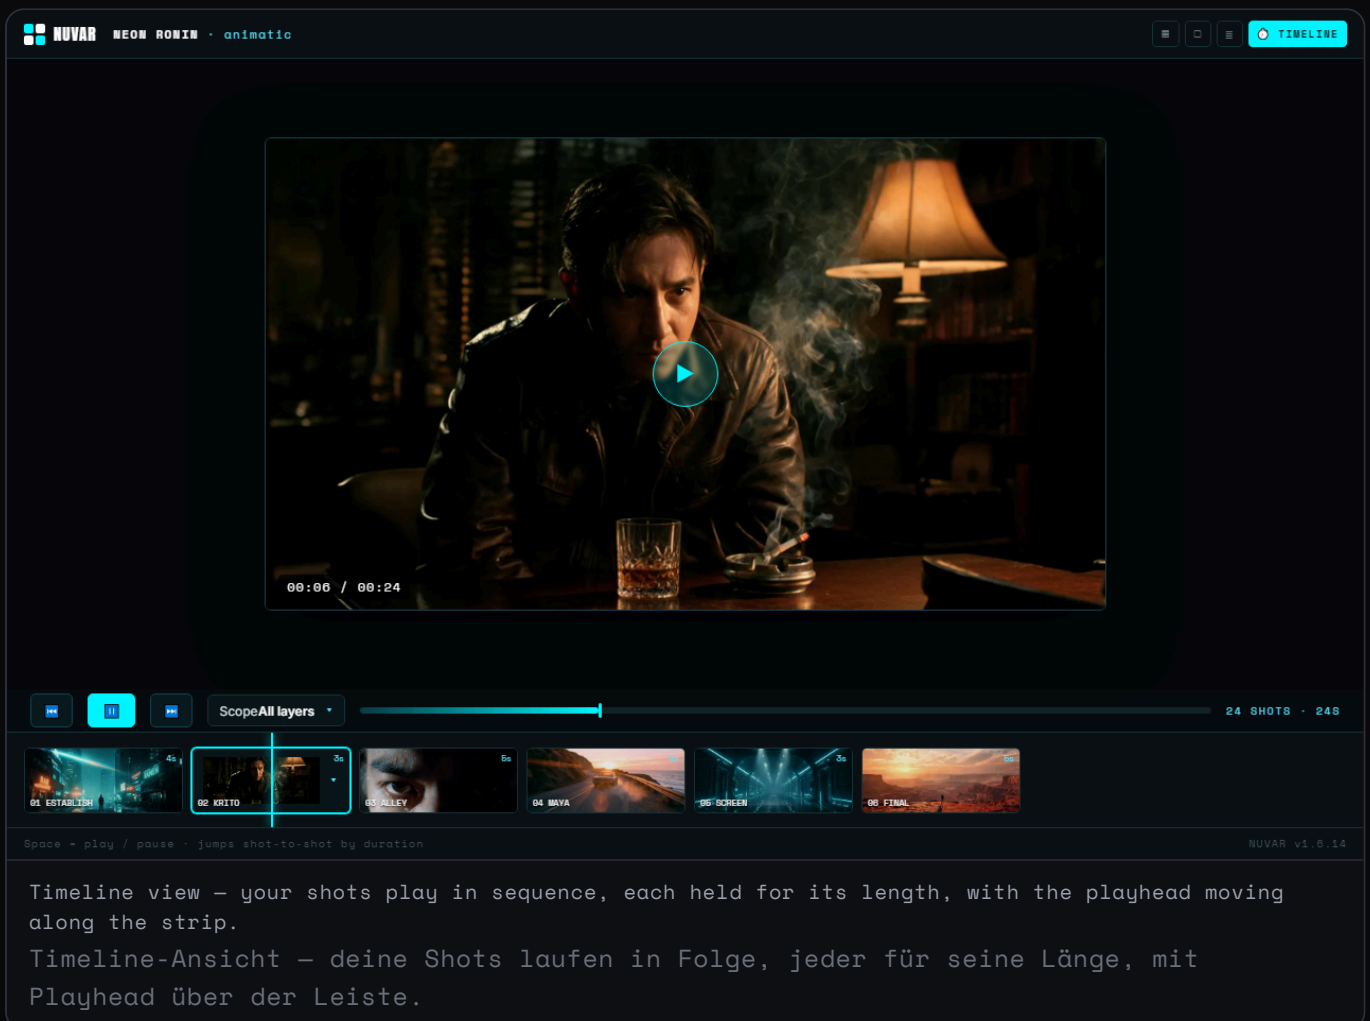 NUVAR NEON RONIN · animatic
TIMELINE
00:06 / 00:24
ScopeAll layers
24 SHOTS · 24S
4s
01 ESTABLISH
3s
02 KRITO
03 ALLEY
04 MAYA
3s
05 SCREEN
06 FINAL
Space – play / pause · jumps shot-to-shot by duration
NUVAR v1.6.14
Timeline view — your shots play in sequence, each held for its length, with the playhead moving
along the strip.
Timeline-Ansicht — deine Shots laufen in Folge, jeder für seine Länge, mit
Playhead über der Leiste.